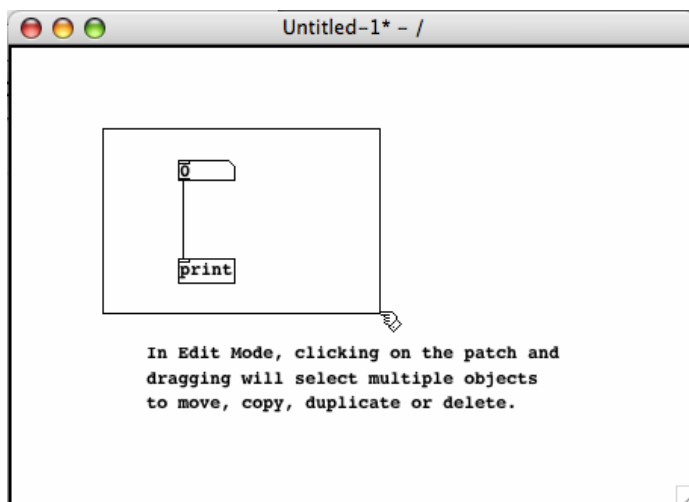 Untitled-1* - /
0
print
In Edit Mode, clicking on the patch and
dragging will select multiple objects
to move, copy, duplicate or delete.